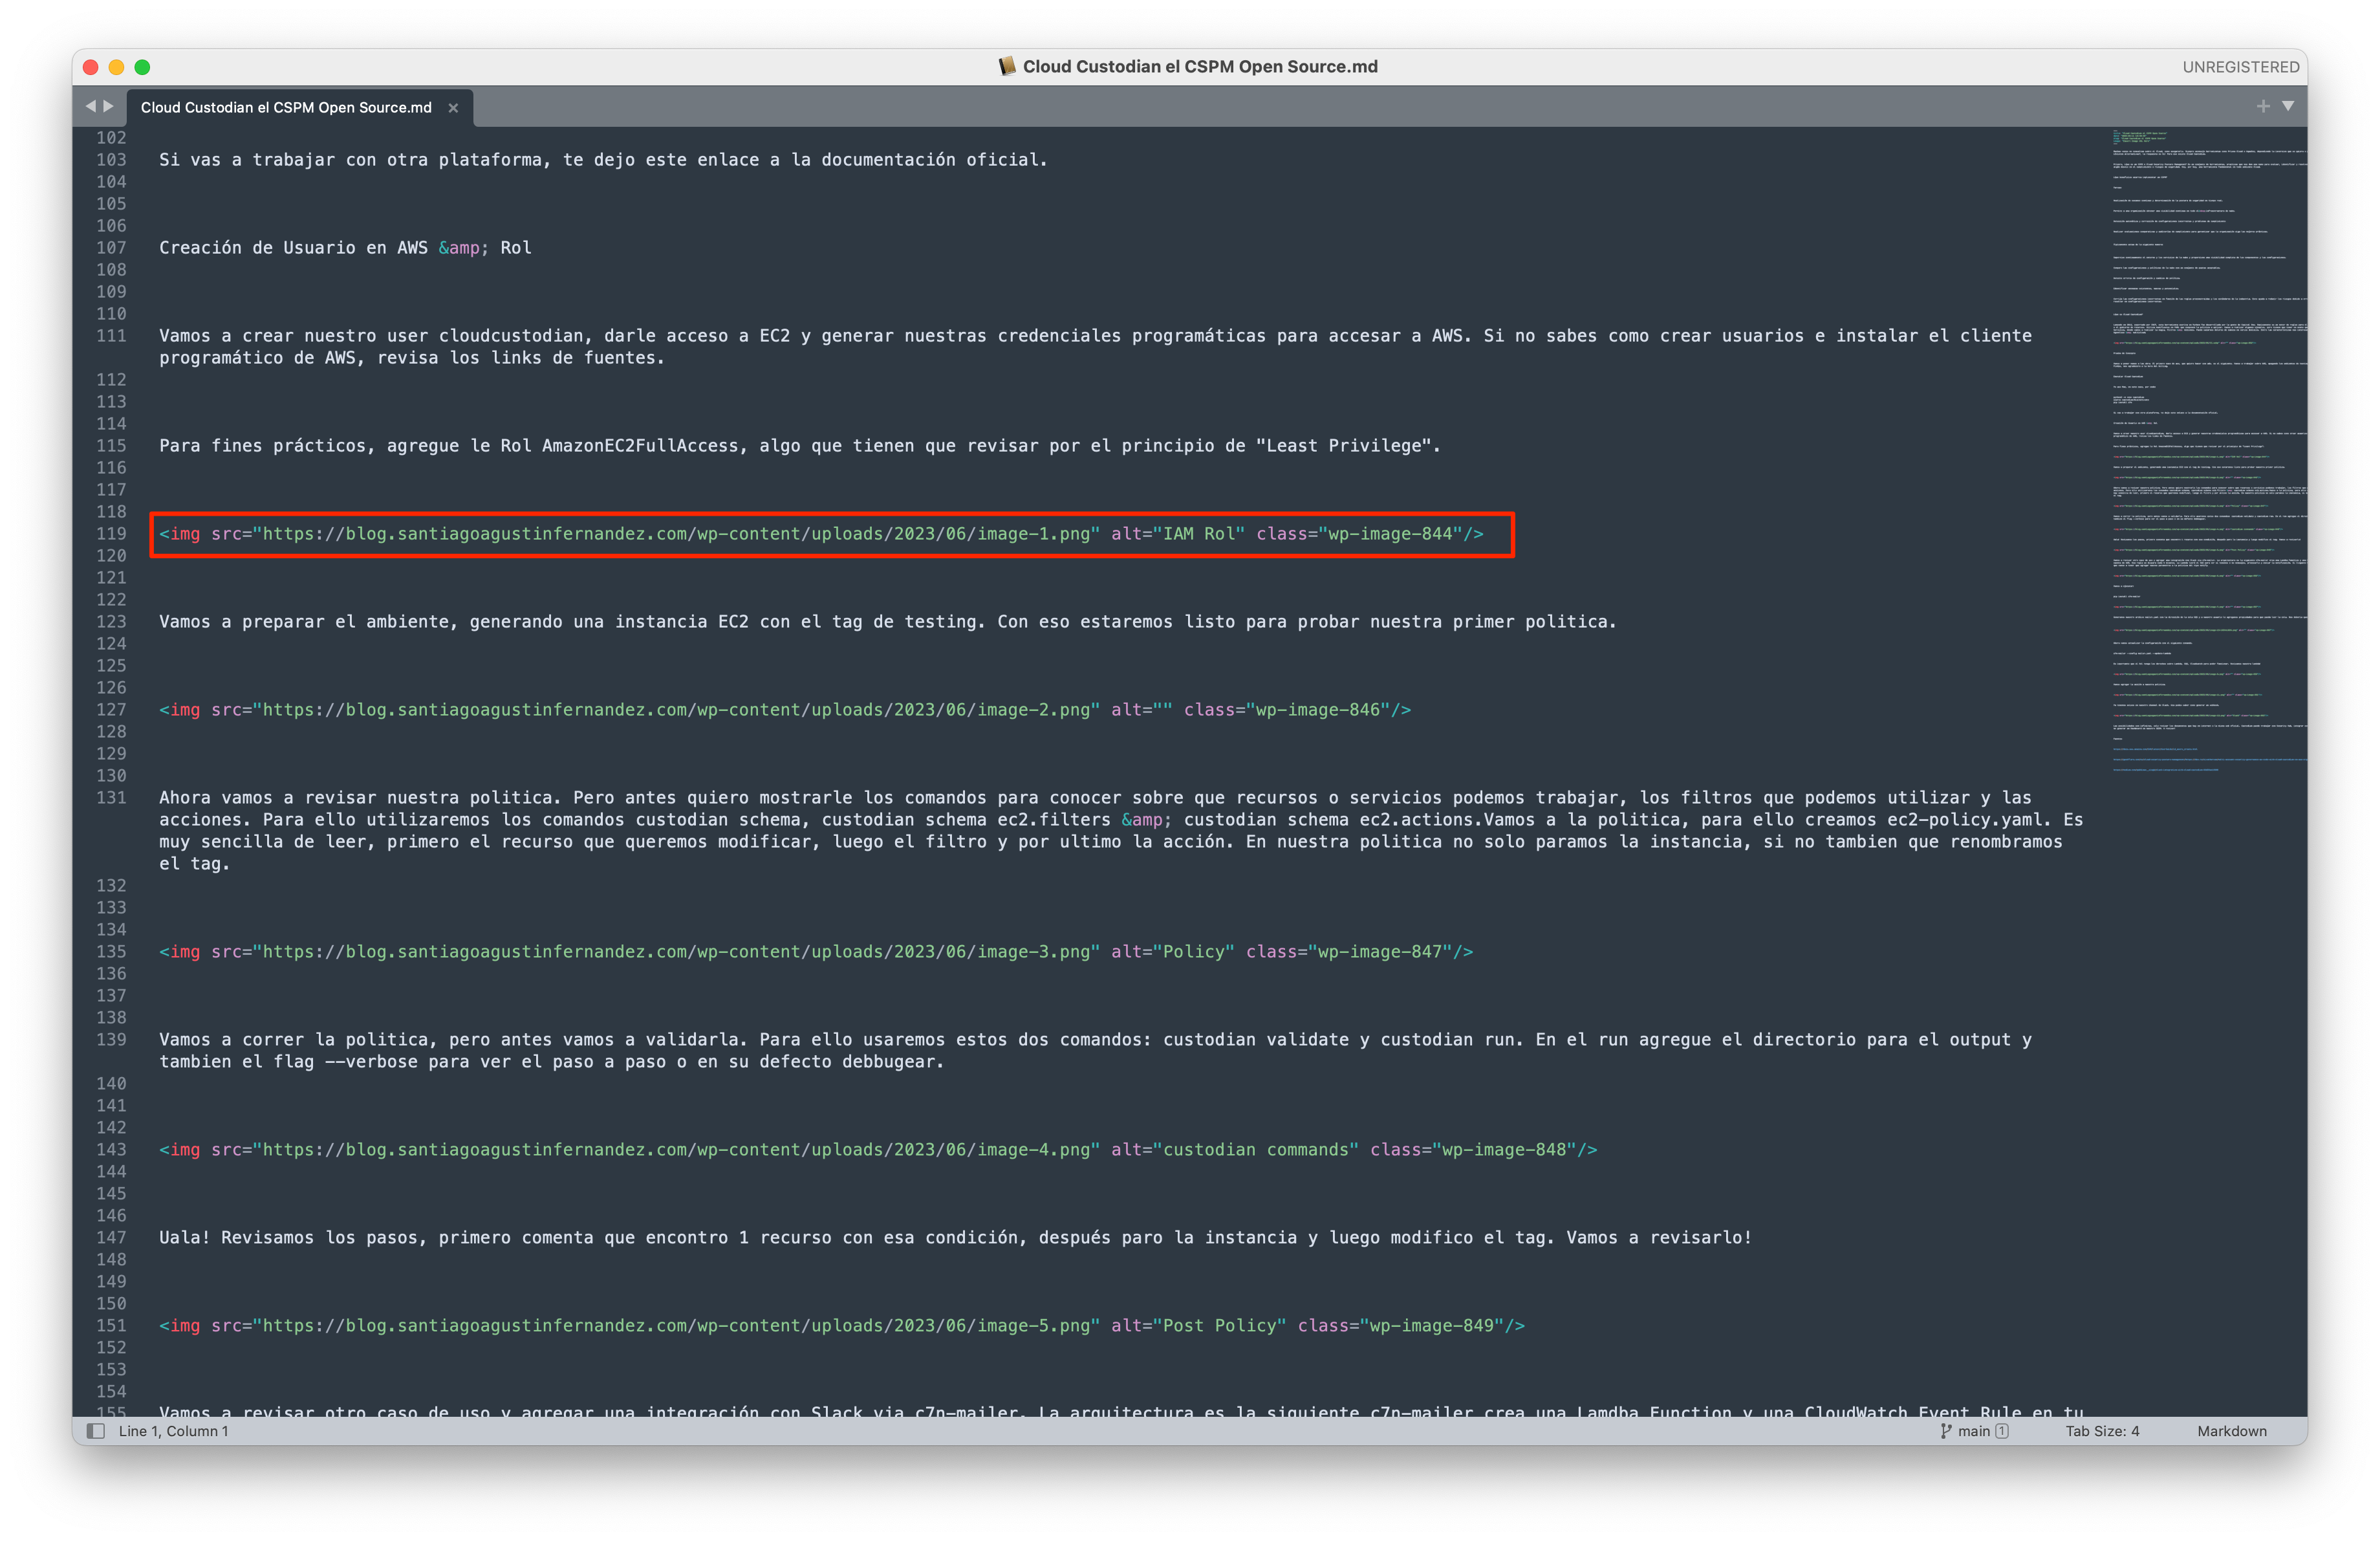 Cloud Custodian el CSPM Open Source.md
UNREGISTERED
Cloud Custodian el CSPM Open Source.md
102
103 Si vas a trabajar con otra plataforma, te dejo este enlace a la documentación oficial.
104
105
106
107 Creación de Usuario en AWS &amp; Rol
108
109
110
111 Vamos a crear nuestro user cloudcustodian, darle acceso a EC2 y generar nuestras credenciales programáticas para accesar a AWS. Si no sabes como crear usuarios e instalar el cliente
programático de AWS, revisa los links de fuentes.
112
113
114
115 Para fines prácticos, agregue le Rol AmazonEC2FullAccess, algo que tienen que revisar por el principio de "Least Privilege".
116
117
118
119 <img src="https://blog.santiagoagustinfernandez.com/wp-content/uploads/2023/06/image-1.png" alt="IAM Rol" class="wp-image-844"/>
120
121
122
123 Vamos a preparar el ambiente, generando una instancia EC2 con el tag de testing. Con eso estaremos listo para probar nuestra primer politica.
124
125
126
127 <img src="https://blog.santiagoagustinfernandez.com/wp-content/uploads/2023/06/image-2.png" alt="" class="wp-image-846"/>
128
129
130
131 Ahora vamos a revisar nuestra politica. Pero antes quiero mostrarle los comandos para conocer sobre que recursos o servicios podemos trabajar, los filtros que podemos utilizar y las
acciones. Para ello utilizaremos los comandos custodian schema, custodian schema ec2.filters &amp; custodian schema ec2.actions.Vamos a la politica, para ello creamos ec2-policy.yaml. Es
muy sencilla de leer, primero el recurso que queremos modificar, luego el filtro y por ultimo la acción. En nuestra politica no solo paramos la instancia, si no tambien que renombramos
el tag.
132
133
134
135 <img src="https://blog.santiagoagustinfernandez.com/wp-content/uploads/2023/06/image-3.png" alt="Policy" class="wp-image-847"/>
136
137
138
139 Vamos a correr la politica, pero antes vamos a validarla. Para ello usaremos estos dos comandos: custodian validate y custodian run. En el run agregue el directorio para el output y
tambien el flag --verbose para ver el paso a paso o en su defecto debbugear.
140
141
142
143 <img src="https://blog.santiagoagustinfernandez.com/wp-content/uploads/2023/06/image-4.png" alt="custodian commands" class="wp-image-848"/>
144
145
146
147 Uala! Revisamos los pasos, primero comenta que encontro 1 recurso con esa condición, después paro la instancia y luego modifico el tag. Vamos a revisarlo!
148
149
150
151 <img src="https://blog.santiagoagustinfernandez.com/wp-content/uploads/2023/06/image-5.png" alt="Post Policy" class="wp-image-849"/>
152
153
154
155 Vamos a revisar otro caso de uso y agregar una integración con Slack via c7n-mailer. La arquitectura es la siguiente c7n-mailer crea una Lamdba Function y una CloudWatch Event Rule en tu
Line 1, Column 1
main 1
Tab Size: 4
Markdown